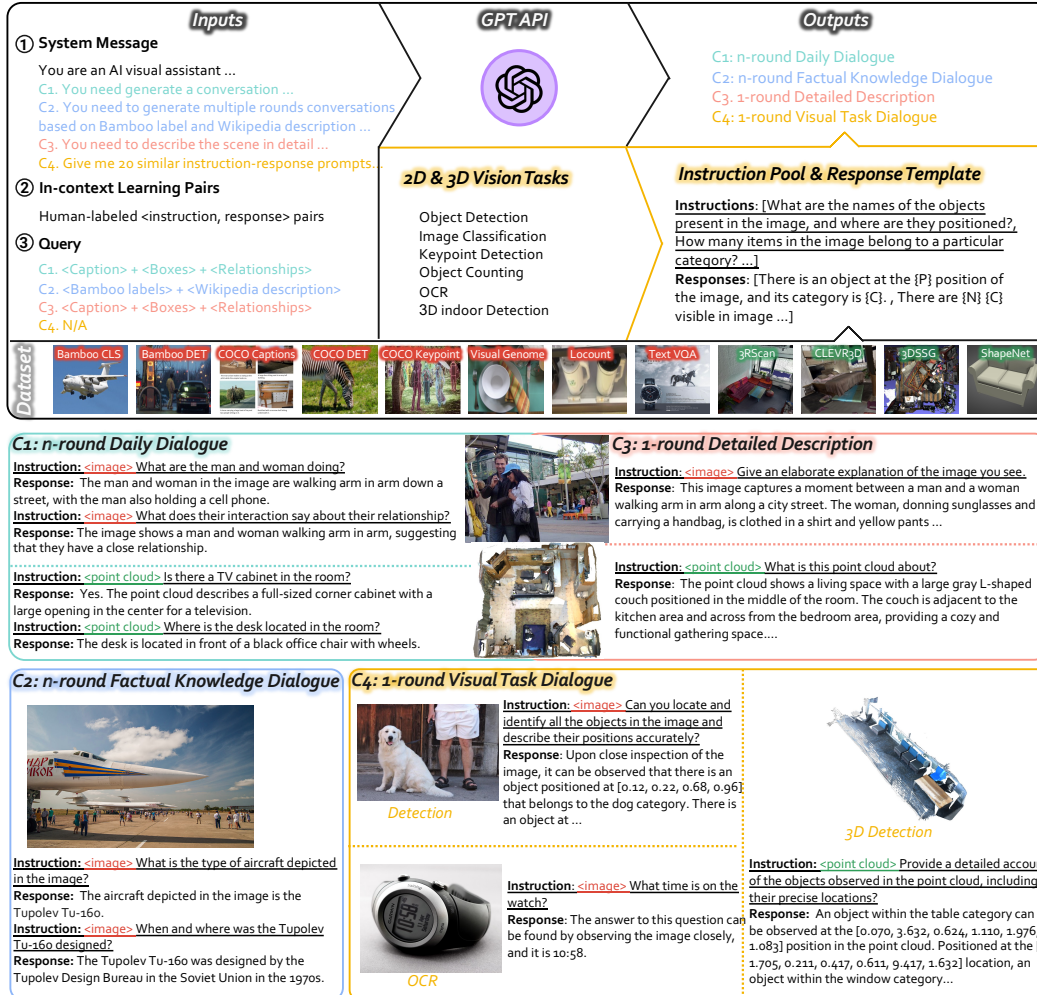 Inputs
① System Message
You are an AI visual assistant ...
C1. You need generate a conversation ...
C2. You need to generate multiple rounds conversations
based on Bamboo label and Wikipedia description ...
C3. You need to describe the scene in detail ...
C4. Give me 20 similar instruction-response prompts...
② In-context Learning Pairs
Human-labeled <instruction, response> pairs
③ Query
C1. <Caption> + <Boxes> + <Relationships>
C2. <Bamboo labels> + <Wikipedia description>
C3. <Caption> + <Boxes> + <Relationships>
C4. N/A
GPT API
2D & 3D Vision Tasks
Object Detection
Image Classification
Keypoint Detection
Object Counting
OCR
3D indoor Detection
Outputs
C1: n-round Daily Dialogue
C2: n-round Factual Knowledge Dialogue
C3. 1-round Detailed Description
C4: 1-round Visual Task Dialogue
Instruction Pool & Response Template
Instructions: [What are the names of the objects
present in the image, and where are they positioned?,
How many items in the image belong to a particular
category? ...]
Responses: [There is an object at the {P} position of
the image, and its category is {C}. , There are {N} {C}
visible in image ...]
Dataset
Bamboo CLS
Bamboo DET
COCO Captions
COCO DET
COCO Keypoint
Visual Genome
Locount
Text VQA
3RScan
CLEVR3D
3DSSG
ShapeNet
C1: n-round Daily Dialogue
Instruction: <image> What are the man and woman doing?
Response: The man and woman in the image are walking arm in arm down a
street, with the man also holding a cell phone.
Instruction: <image> What does their interaction say about their relationship?
Response: The image shows a man and woman walking arm in arm, suggesting
that they have a close relationship.
Instruction: <point cloud> Is there a TV cabinet in the room?
Response: Yes. The point cloud describes a full-sized corner cabinet with a
large opening in the center for a television.
Instruction: <point cloud> Where is the desk located in the room?
Response: The desk is located in front of a black office chair with wheels.
C3: 1-round Detailed Description
Instruction: <image> Give an elaborate explanation of the image you see.
Response: This image captures a moment between a man and a woman
walking arm in arm along a city street. The woman, donning sunglasses and
carrying a handbag, is clothed in a shirt and yellow pants ...
Instruction: <point cloud> What is this point cloud about?
Response: The point cloud shows a living space with a large gray L-shaped
couch positioned in the middle of the room. The couch is adjacent to the
kitchen area and across from the bedroom area, providing a cozy and
functional gathering space....
C2: n-round Factual Knowledge Dialogue
Instruction: <image> What is the type of aircraft depicted
in the image?
Response: The aircraft depicted in the image is the
Tupolev Tu-160.
Instruction: <image> When and where was the Tupolev
Tu-160 designed?
Response: The Tupolev Tu-160 was designed by the
Tupolev Design Bureau in the Soviet Union in the 1970s.
C4: 1-round Visual Task Dialogue
Detection
Instruction: <image> Can you locate and
identify all the objects in the image and
describe their positions accurately?
Response: Upon close inspection of the
image, it can be observed that there is an
object positioned at [0.12, 0.22, 0.68, 0.96]
that belongs to the dog category. There is
an object at ...
10:58
OCR
Instruction: <image> What time is on the
watch?
Response: The answer to this question can
be found by observing the image closely,
and it is 10:58.
3D Detection
Instruction: <point cloud> Provide a detailed accou
of the objects observed in the point cloud, including
their precise locations?
Response: An object within the table category can
be observed at the [0.070, 3.632, 0.624, 1.110, 1.976,
1.083] position in the point cloud. Positioned at the [
1.705, 0.211, 0.417, 0.611, 9.417, 1.632] location, an
object within the window category...